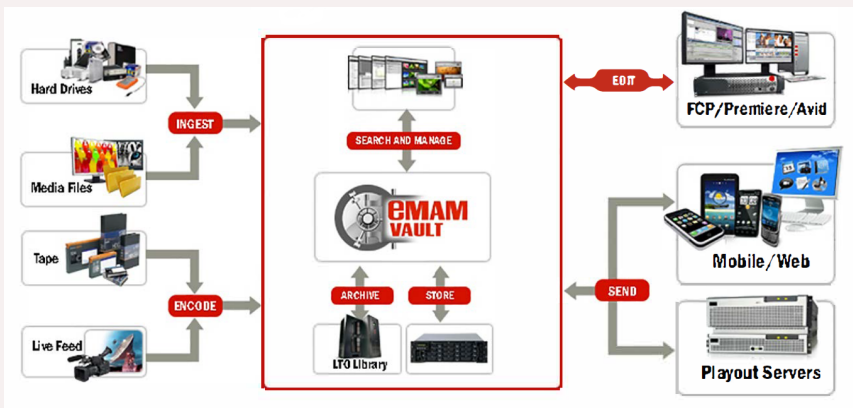 Hard Drives
INGEST
Media Files
Tape
ENCODE
Live Feed
SEARCH AND MANAGE
eMAM
VAULT
ARCHIVE
STORE
LTO Library
EDIT
FCP/Premiere/Avid
Mobile/Web
SEND
Playout Servers